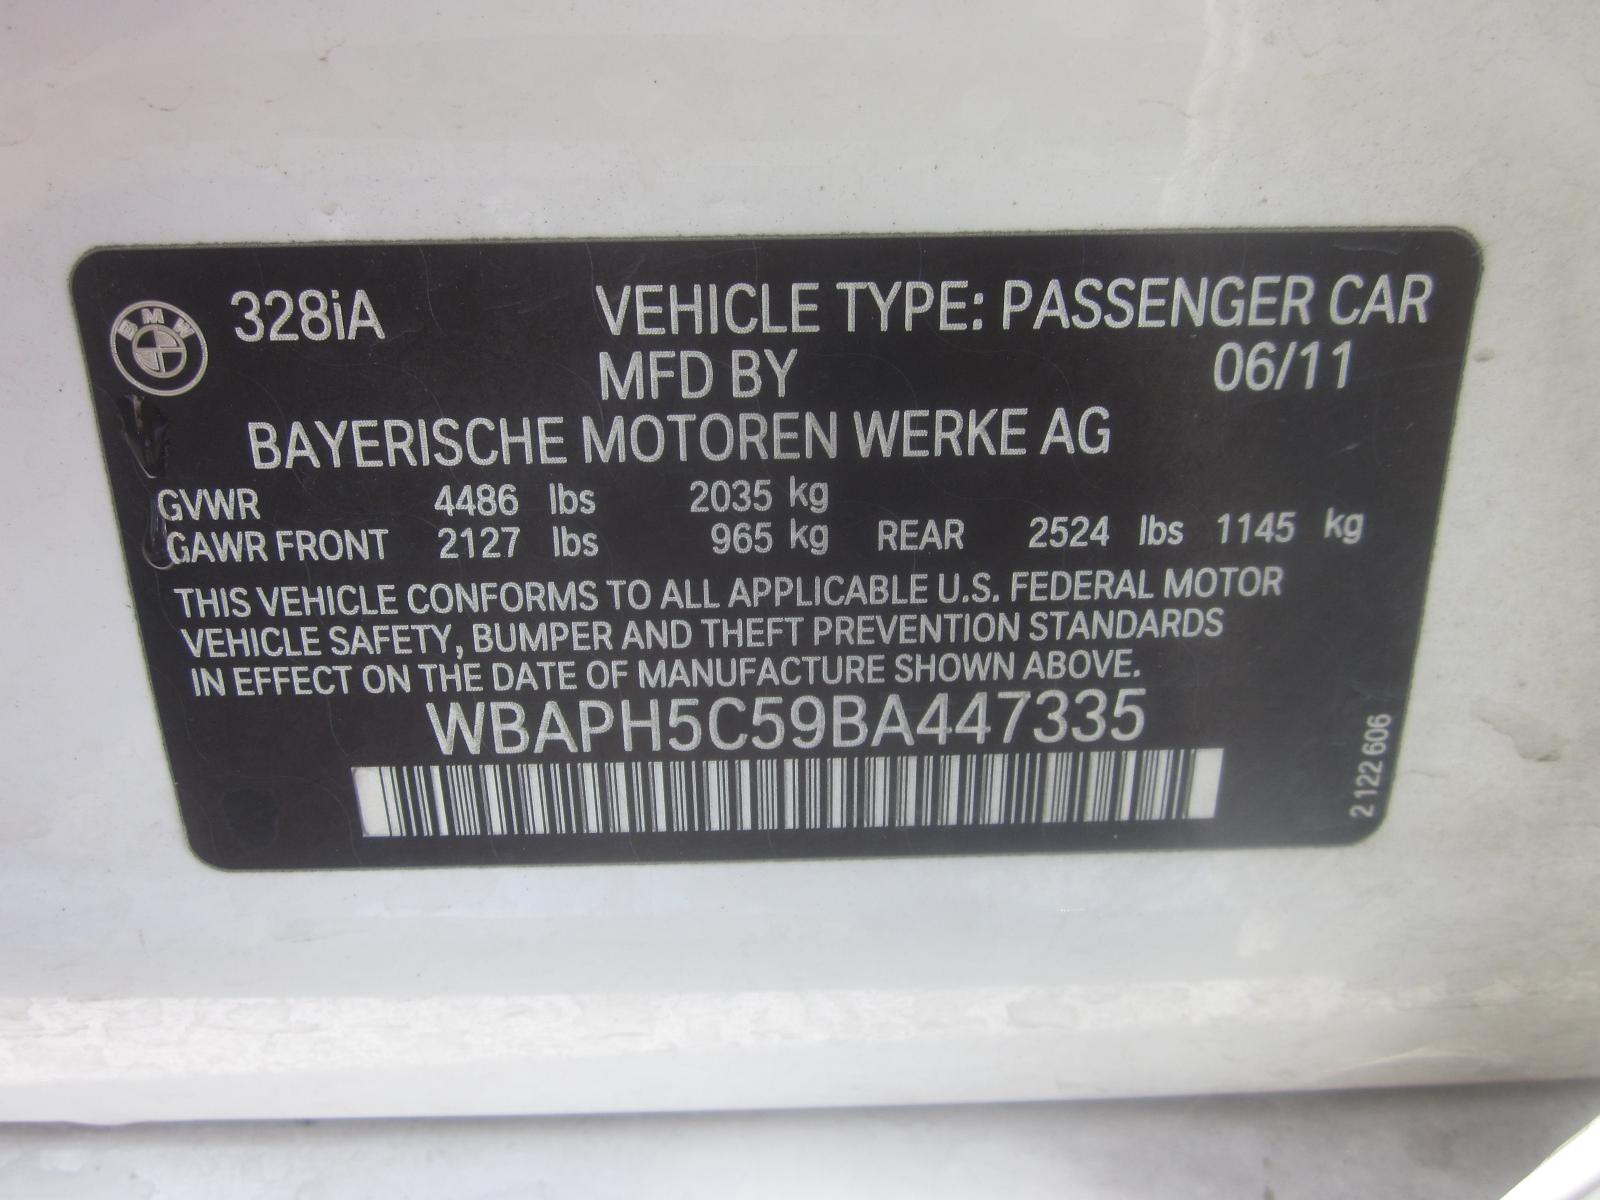 BMW
328iA VEHICLE TYPE: PASSENGER CAR
MFD BY 06/11
BAYERISCHE MOTOREN WERKE AG
GVWR 4486 lbs 2035 kg
GAWR FRONT 2127 lbs 965 kg REAR 2524 lbs 1145 kg
THIS VEHICLE CONFORMS TO ALL APPLICABLE U.S. FEDERAL MOTOR
VEHICLE SAFETY, BUMPER AND THEFT PREVENTION STANDARDS
IN EFFECT ON THE DATE OF MANUFACTURE SHOWN ABOVE.
WBAPH5C59BA447335
2 122 606